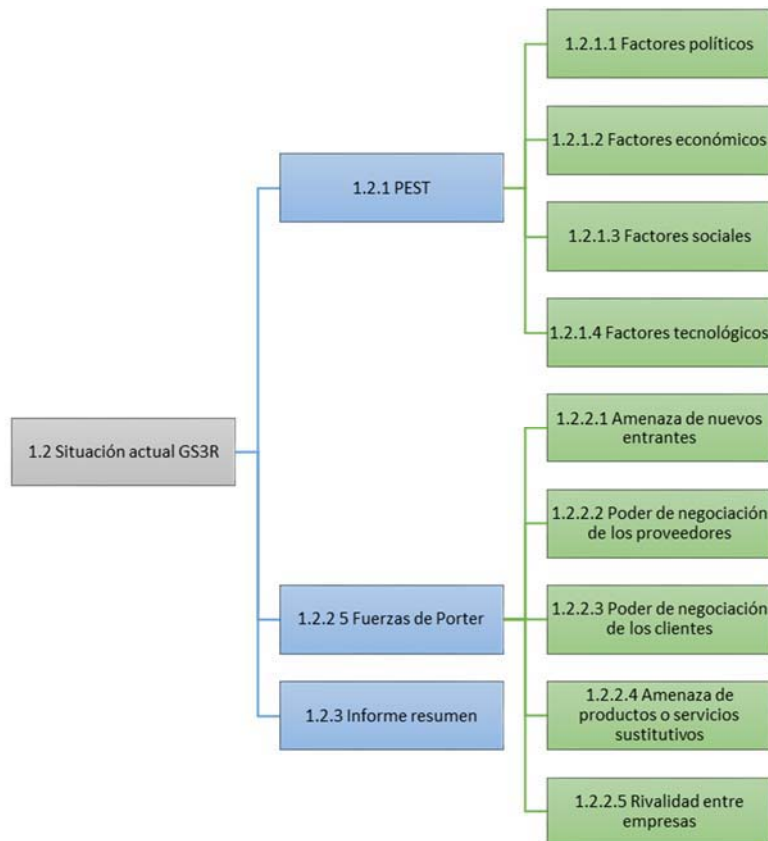 1.2 Situación actual GS3R
1.2.1 PEST
1.2.1.1 Factores políticos
1.2.1.2 Factores económicos
1.2.1.3 Factores sociales
1.2.1.4 Factores tecnológicos
1.2.2 5 Fuerzas de Porter
1.2.2.1 Amenaza de nuevos
entrantes
1.2.2.2 Poder de negociación
de los proveedores
1.2.2.3 Poder de negociación
de los clientes
1.2.2.4 Amenaza de
productos o servicios
sustitutivos
1.2.2.5 Rivalidad entre
empresas
1.2.3 Informe resumen